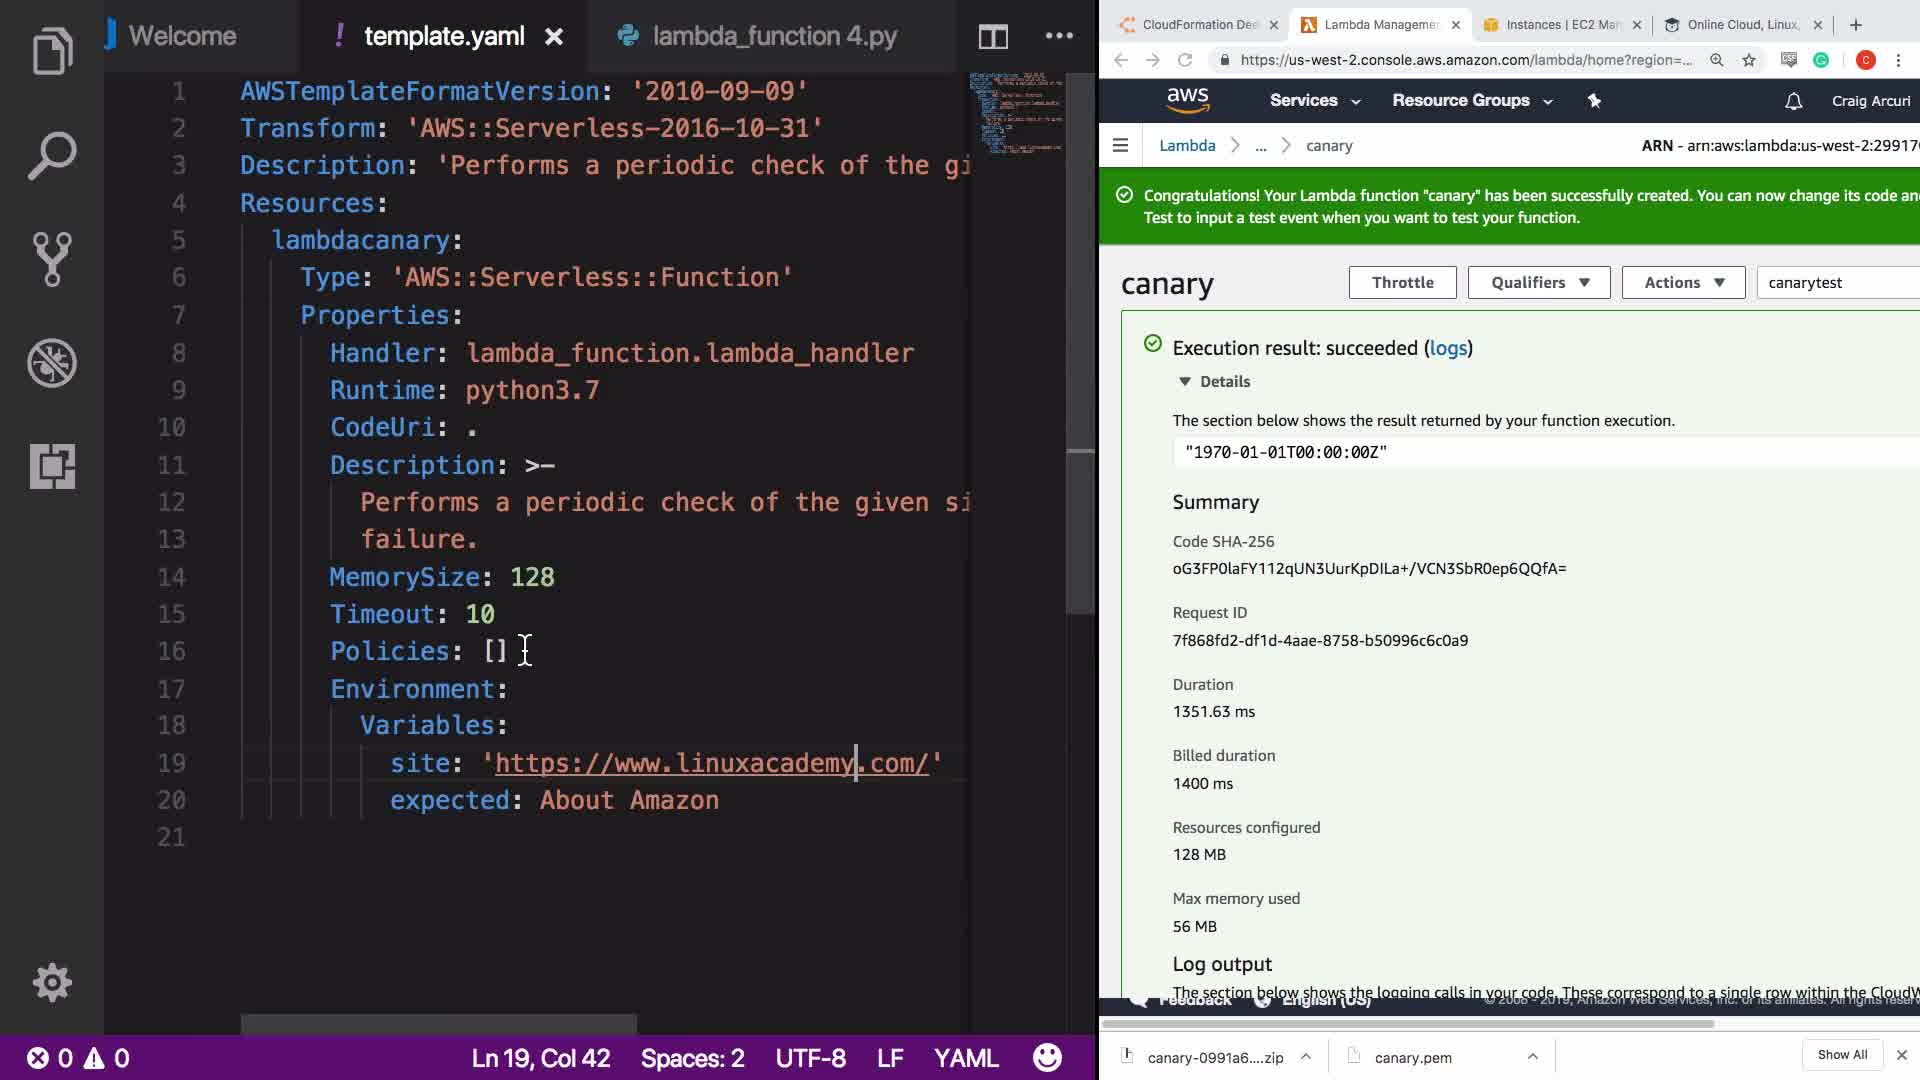 Welcome
! template.yaml ×
lambda_function 4.py
1 AWSTemplateFormatVersion: '2010-09-09'
2 Transform: 'AWS::Serverless-2016-10-31'
3 Description: 'Performs a periodic check of the gi
4 Resources:
5 lambdacanary:
6 Type: 'AWS::Serverless::Function'
7 Properties:
8 Handler: lambda_function.lambda_handler
9 Runtime: python3.7
10 CodeUri: .
11 Description: >-
12 Performs a periodic check of the given si
13 failure.
14 MemorySize: 128
15 Timeout: 10
16 Policies: []
17 Environment:
18 Variables:
19 site: 'https://www.linuxacademy.com/'
20 expected: About Amazon
21
0 0
Ln 19, Col 42 Spaces: 2 UTF-8 LF YAML
CloudFormation Des ×
Lambda Management ×
Instances | EC2 Man ×
Online Cloud, Linux, ×
https://us-west-2.console.aws.amazon.com/lambda/home?region=...
C
aws Services Resource Groups Craig Arcuri
Lambda > ... > canary
ARN - arn:aws:lambda:us-west-2:29917
Congratulations! Your Lambda function "canary" has been successfully created. You can now change its code an
Test to input a test event when you want to test your function.
canary
Throttle Qualifiers Actions canarytest
Execution result: succeeded (logs)
Details
The section below shows the result returned by your function execution.
"1970-01-01T00:00:00Z"
Summary
Code SHA-256
oG3FP0laFY112qUN3UurKpDILa+/VCN3SbR0ep6QQfA=
Request ID
7f868fd2-df1d-4aae-8758-b50996c6c0a9
Duration
1351.63 ms
Billed duration
1400 ms
Resources configured
128 MB
Max memory used
56 MB
Log output
The section below shows the logging calls in your code. These correspond to a single row within the CloudW
Feedback English (US)
© 2008 - 2019, Amazon Web Services, Inc. or its affiliates. All rights reserv
canary-0991a6....zip
canary.pem
Show All